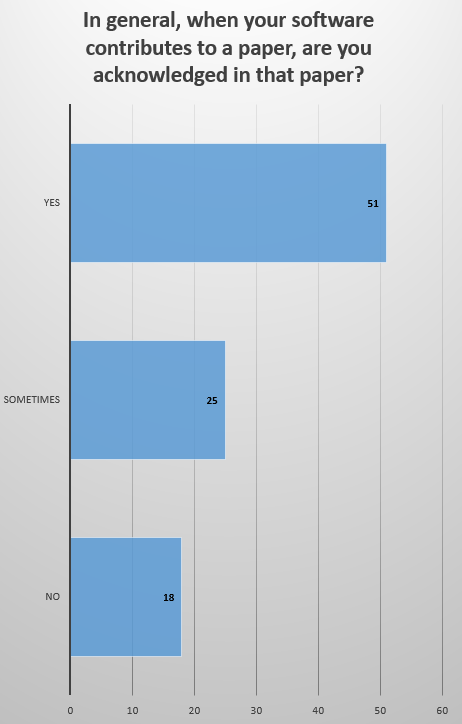 In general, when your software
contributes to a paper, are you
acknowledged in that paper?
YES
51
SOMETIMES
25
NO
18
0 10 20 30 40 50 60